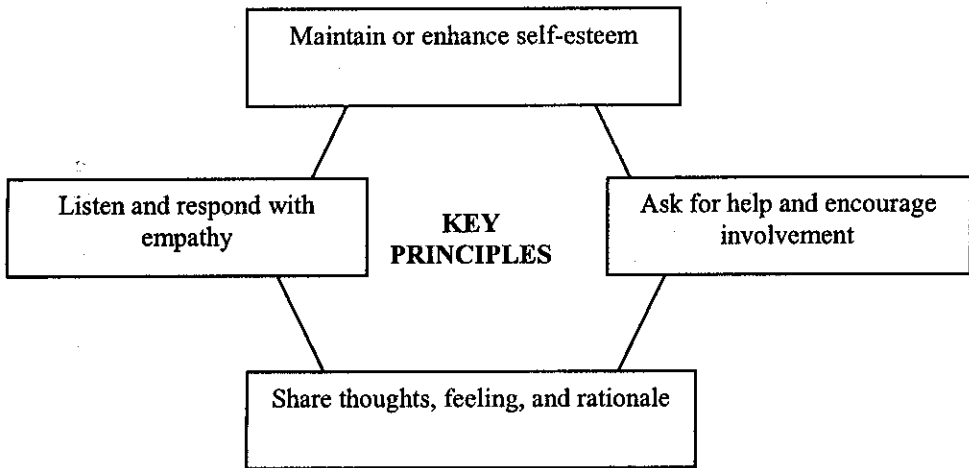 Maintain or enhance self-esteem
Listen and respond with
empathy
KEY
PRINCIPLES
Ask for help and encourage
involvement
Share thoughts, feeling, and rationale